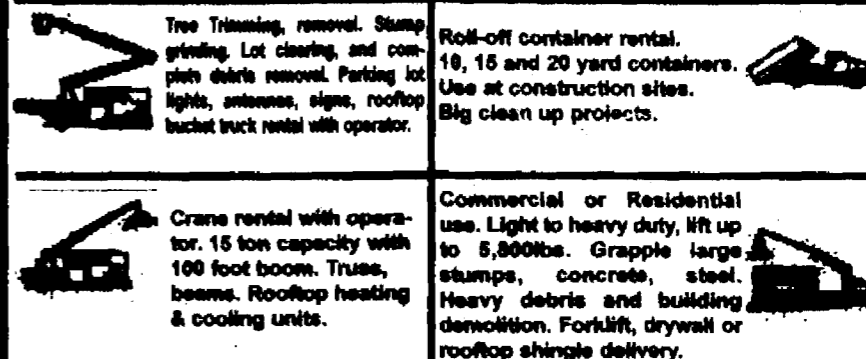 Tree Trimming, removal. Stump
grinding. Lot clearing, and com-
plete debris removal. Parking lot
lights, antennas, signs, rooftop
bucket truck rental with operator.
Roll-off container rental.
10, 15 and 20 yard containers.
Use at construction sites.
Big clean up projects.
Crane rental with opera-
tor. 15 ton capacity with
100 foot boom. Truss,
beams. Rooftop heating
& cooling units.
Commercial or Residential
use. Light to heavy duty, lift up
to 5,800lbs. Grapple large
stumps, concrete, steel.
Heavy debris and building
demolition. Forklift, drywall or
rooftop shingle delivery.